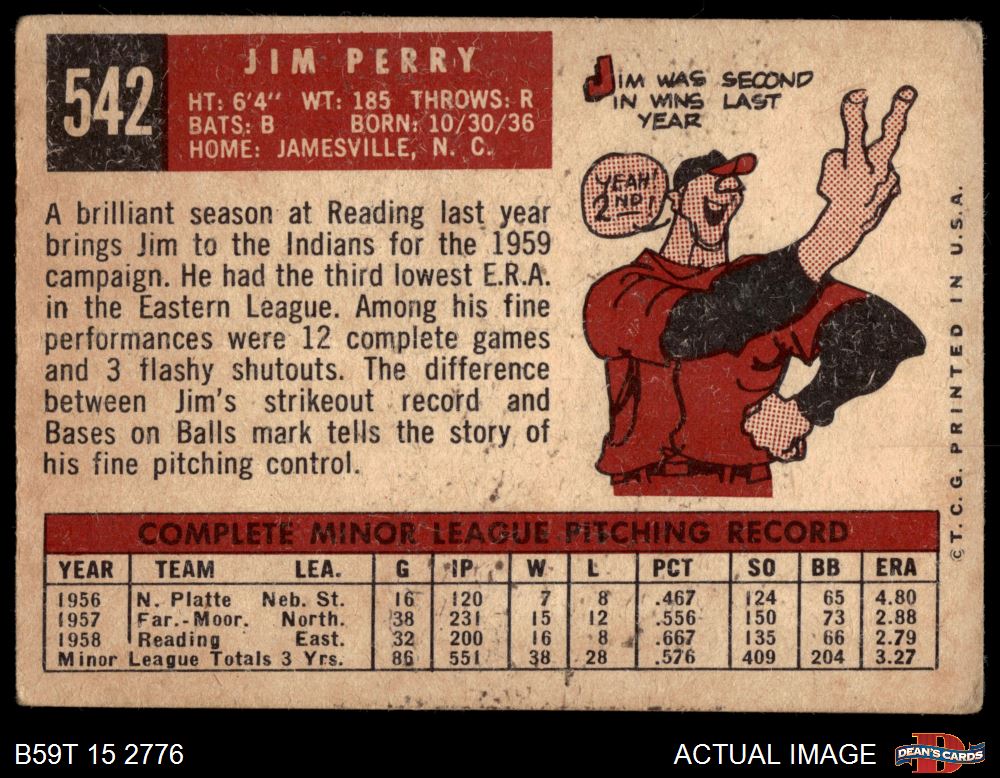 542
JIM PERRY
HT: 6'4" WT: 185 THROWS: R
BATS: B BORN: 10/30/36
HOME: JAMESVILLE, N. C.
JIM WAS SECOND
IN WINS LAST
YEAR
YEAH!
2ND!
A brilliant season at Reading last year
brings Jim to the Indians for the 1959
campaign. He had the third lowest E.R.A.
in the Eastern League. Among his fine
performances were 12 complete games
and 3 flashy shutouts. The difference
between Jim's strikeout record and
Bases on Balls mark tells the story of
his fine pitching control.
© T. C. G. PRINTED IN U.S.A.
COMPLETE MINOR LEAGUE PITCHING RECORD
YEAR TEAM LEA. G IP W L PCT SO BB ERA
1956 N. Platte Neb. St. 16 120 7 8 .467 124 65 4.80
1957 Far.-Moor. North. 38 231 15 12 .556 150 73 2.88
1958 Reading East. 32 200 16 8 .667 135 66 2.79
Minor League Totals 3 Yrs. 86 551 38 28 .576 409 204 3.27
B59T 15 2776
ACTUAL IMAGE
D
DEAN'S CARDS